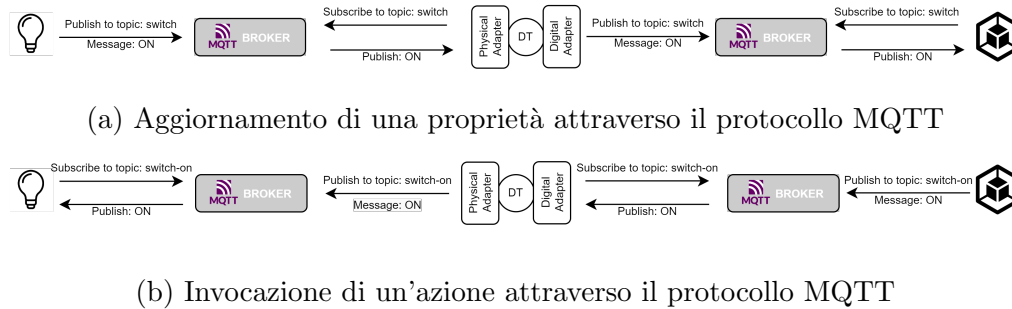 Publish to topic: switch
Message: ON
MQTT BROKER
Subscribe to topic: switch
Publish: ON
Physical Adapter
DT
Digital Adapter
Publish to topic: switch
Message: ON
MQTT BROKER
Subscribe to topic: switch
Publish: ON
(a) Aggiornamento di una proprietà attraverso il protocollo MQTT
Subscribe to topic: switch-on
Publish: ON
MQTT BROKER
Publish to topic: switch-on
Message: ON
Physical Adapter
DT
Digital Adapter
Subscribe to topic: switch-on
Publish: ON
MQTT BROKER
Publish to topic: switch-on
Message: ON
(b) Invocazione di un'azione attraverso il protocollo MQTT